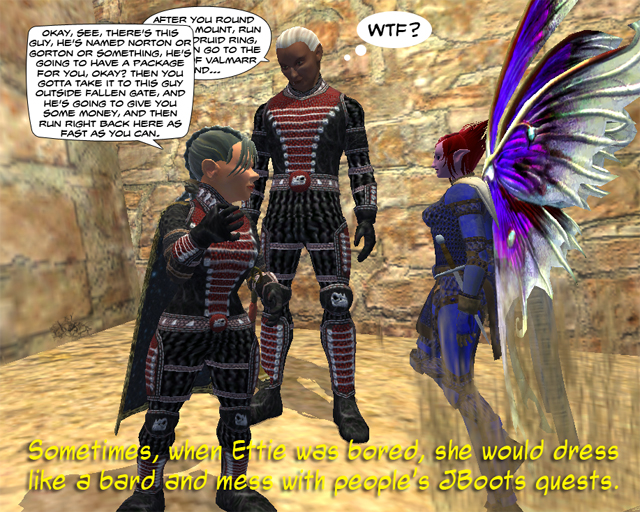 OKAY, SEE, THERE'S THIS
GUY, HE'S NAMED NORTON OR
GORTON OR SOMETHING, HE'S
GOING TO HAVE A PACKAGE
FOR YOU, OKAY? THEN YOU
GOTTA TAKE IT TO THIS GUY
OUTSIDE FALLEN GATE, AND
HE'S GOING TO GIVE YOU
SOME MONEY, AND THEN
RUN RIGHT BACK HERE AS
FAST AS YOU CAN.
AFTER YOU ROUND
MOUNT, RUN
DRUID RING,
GO TO THE
OF VALMARR
WTF?
Sometimes, when Effie was bored, she would dress
like a bard and mess with people's JBoots quests.